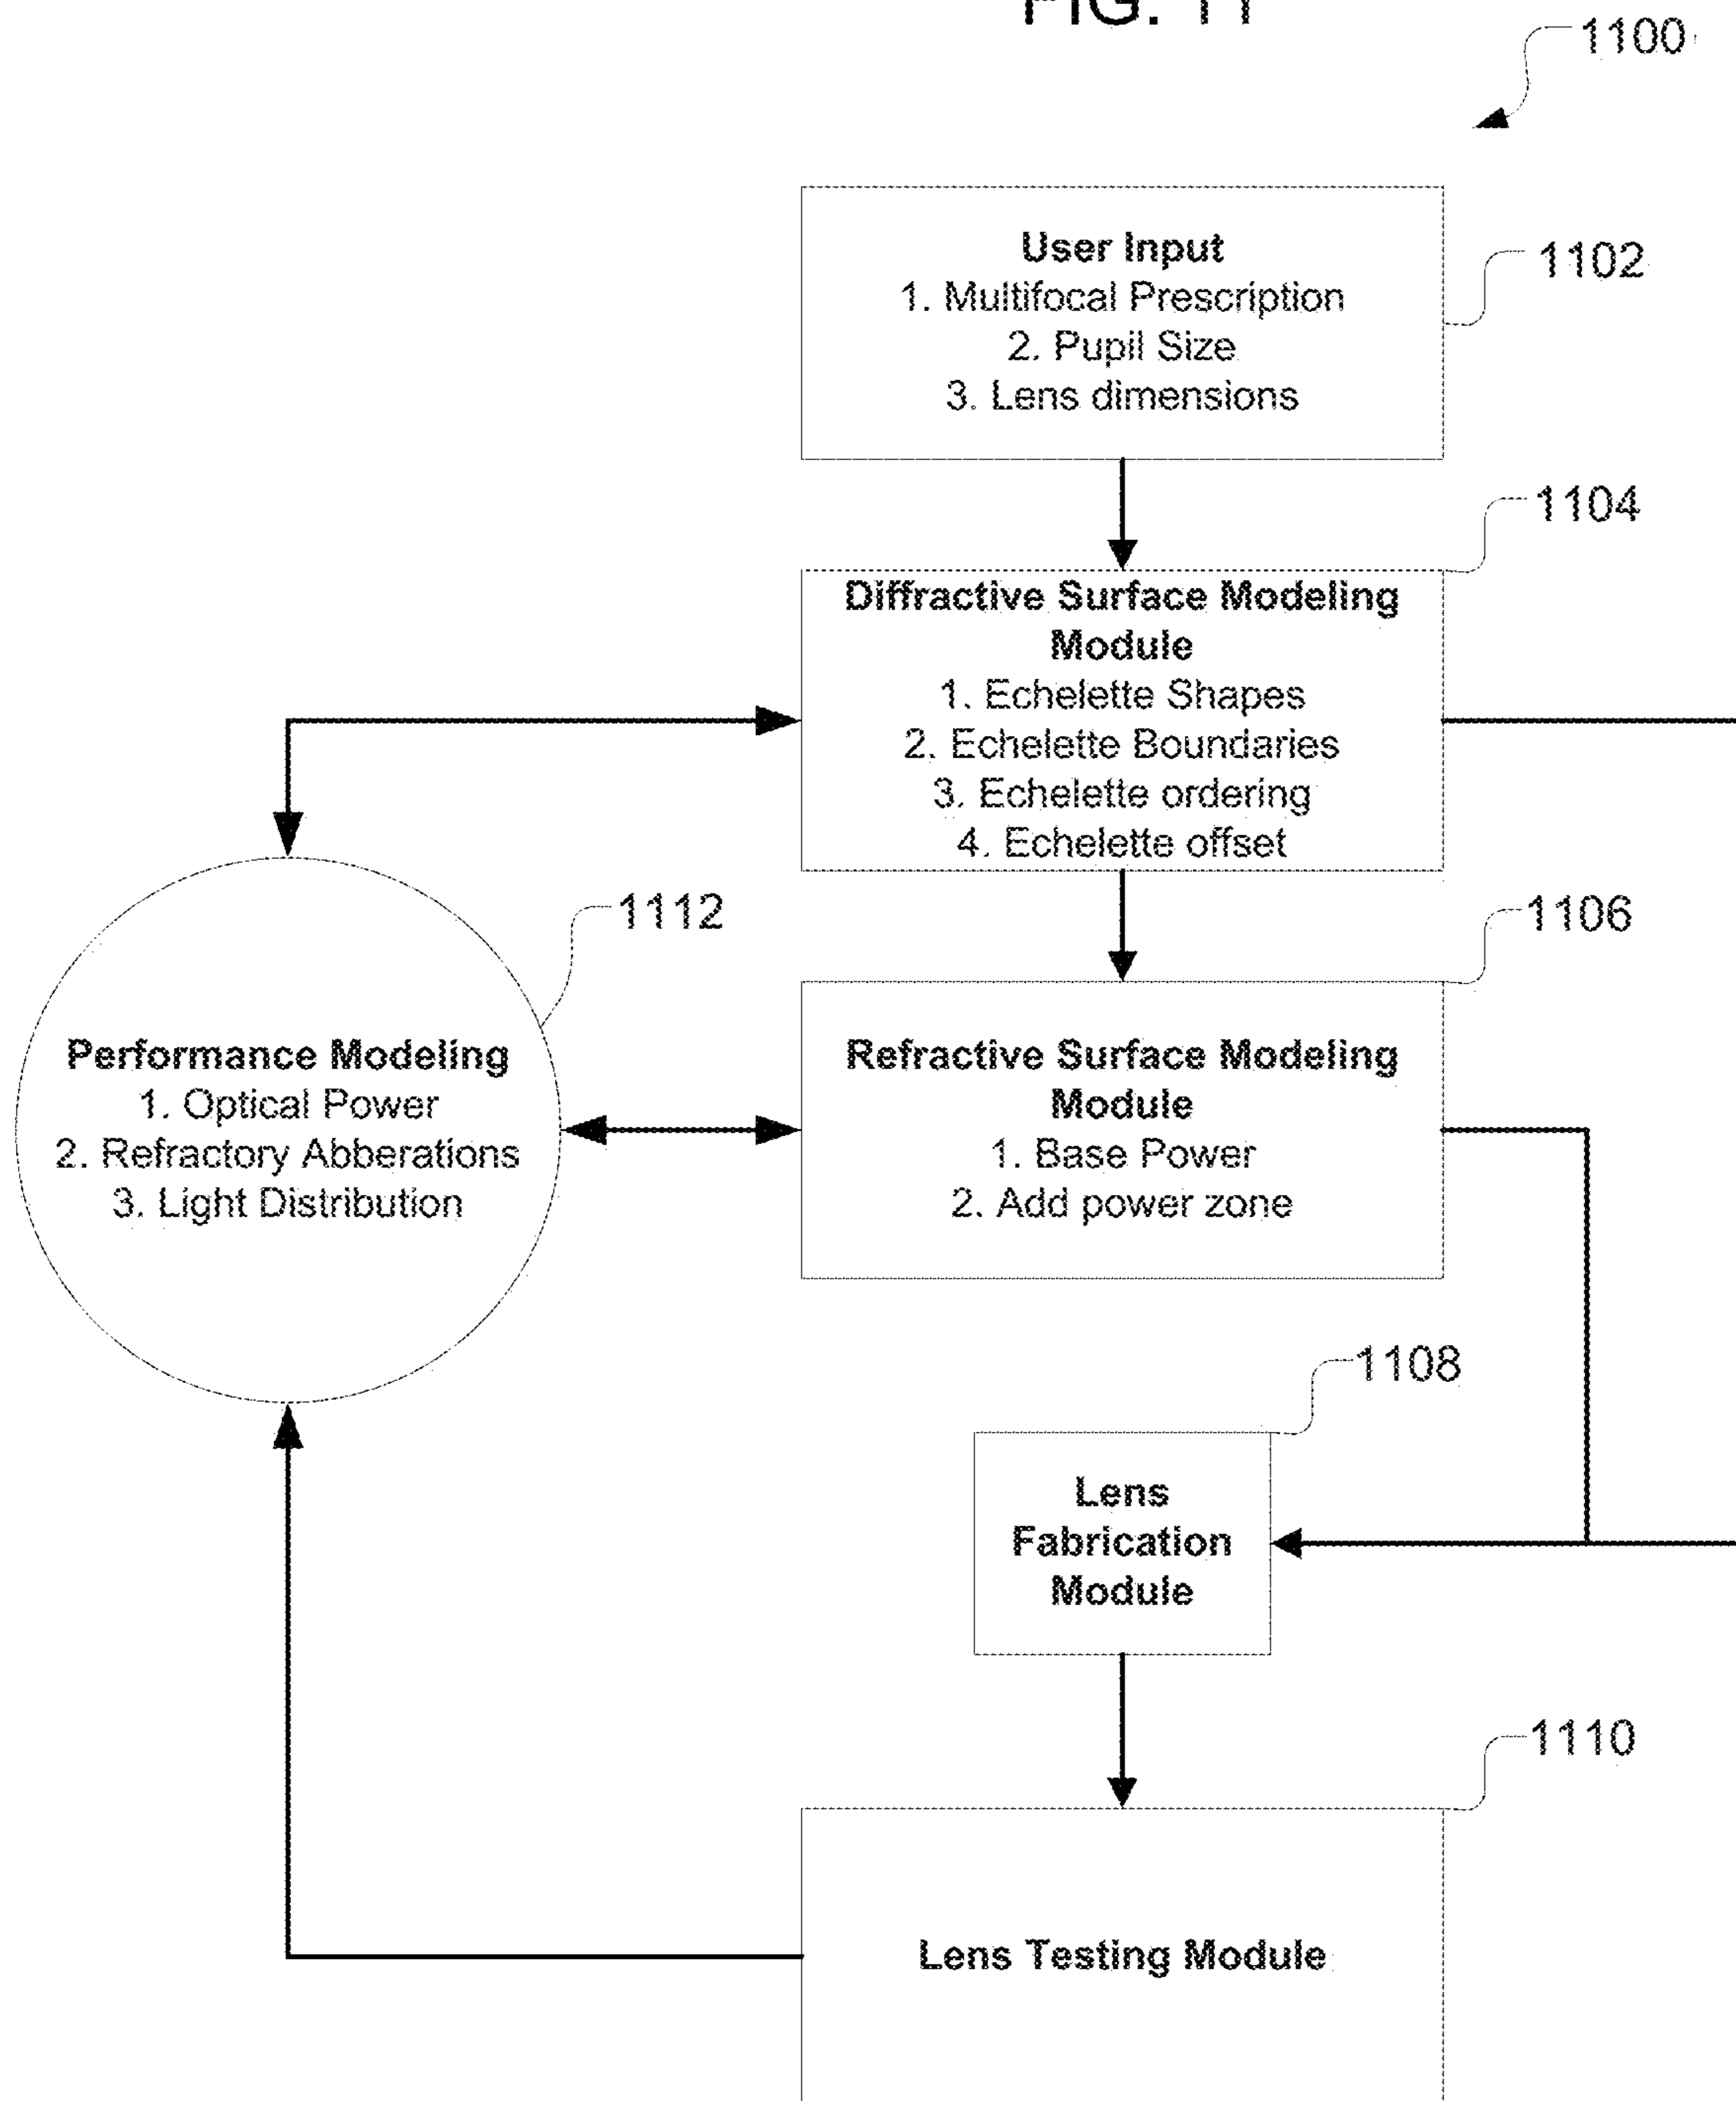 FIG. 11
1100
User Input
1. Multifocal Prescription
2. Pupil Size
3. Lens dimensions
1102
1104
Diffractive Surface Modeling
Module
1. Echelette Shapes
2. Echelette Boundaries
3. Echelette ordering
4. Echelette offset
1112
1106
Performance Modeling
1. Optical Power
2. Refractory Abberations
3. Light Distribution
Refractive Surface Modeling
Module
1. Base Power
2. Add power zone
1108
Lens
Fabrication
Module
1110
Lens Testing Module